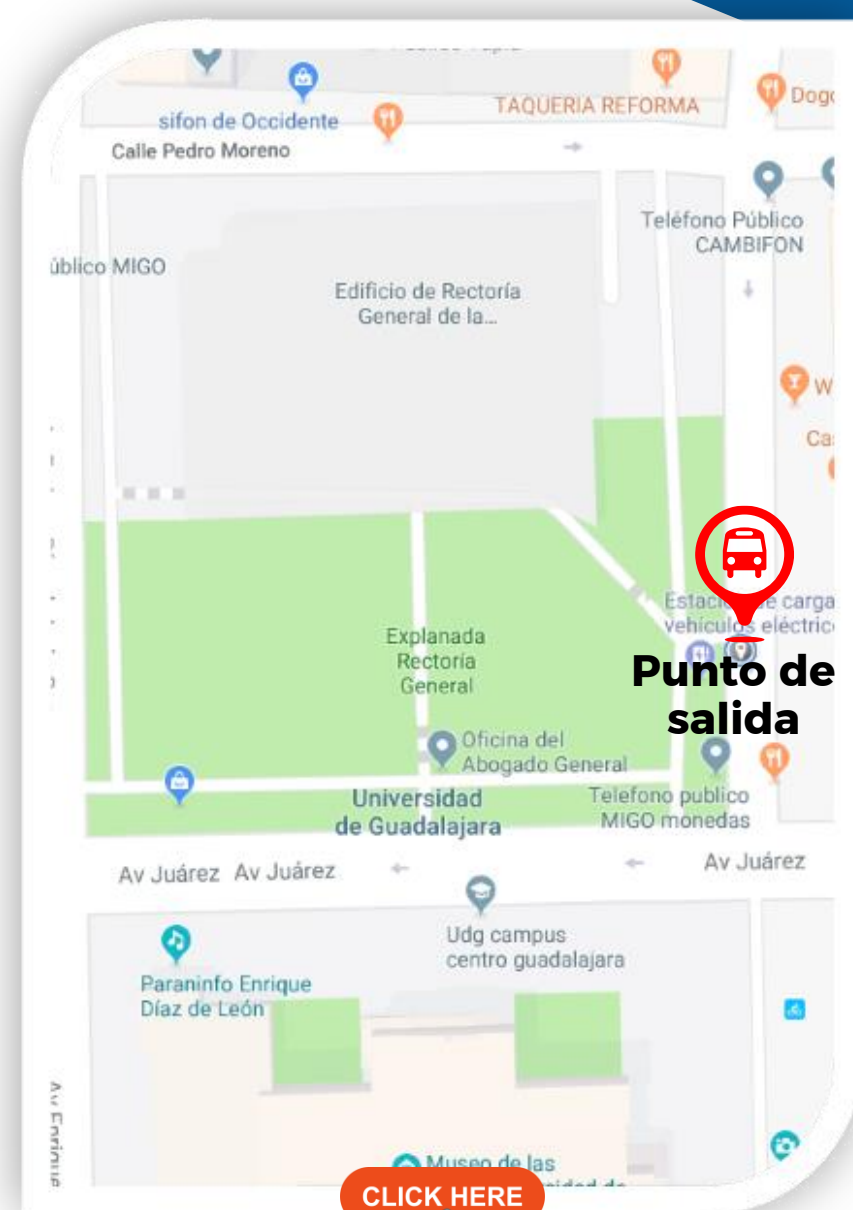 sifon de Occidente
TAQUERIA REFORMA
Calle Pedro Moreno
Teléfono Público
CAMBIFON
úblico MIGO
Edificio de Rectoría
General de la...
W
Explanada
Rectoría
General
vehículos eléctric
Punto de
salida
Oficina del
Abogado General
Universidad
de Guadalajara
Telefono publico
MIGO monedas
Av Juárez Av Juárez
Av Juárez
Udg campus
centro guadalajara
Paraninfo Enrique
Díaz de León
Av Enrique
Museo de las
CLICK HERE